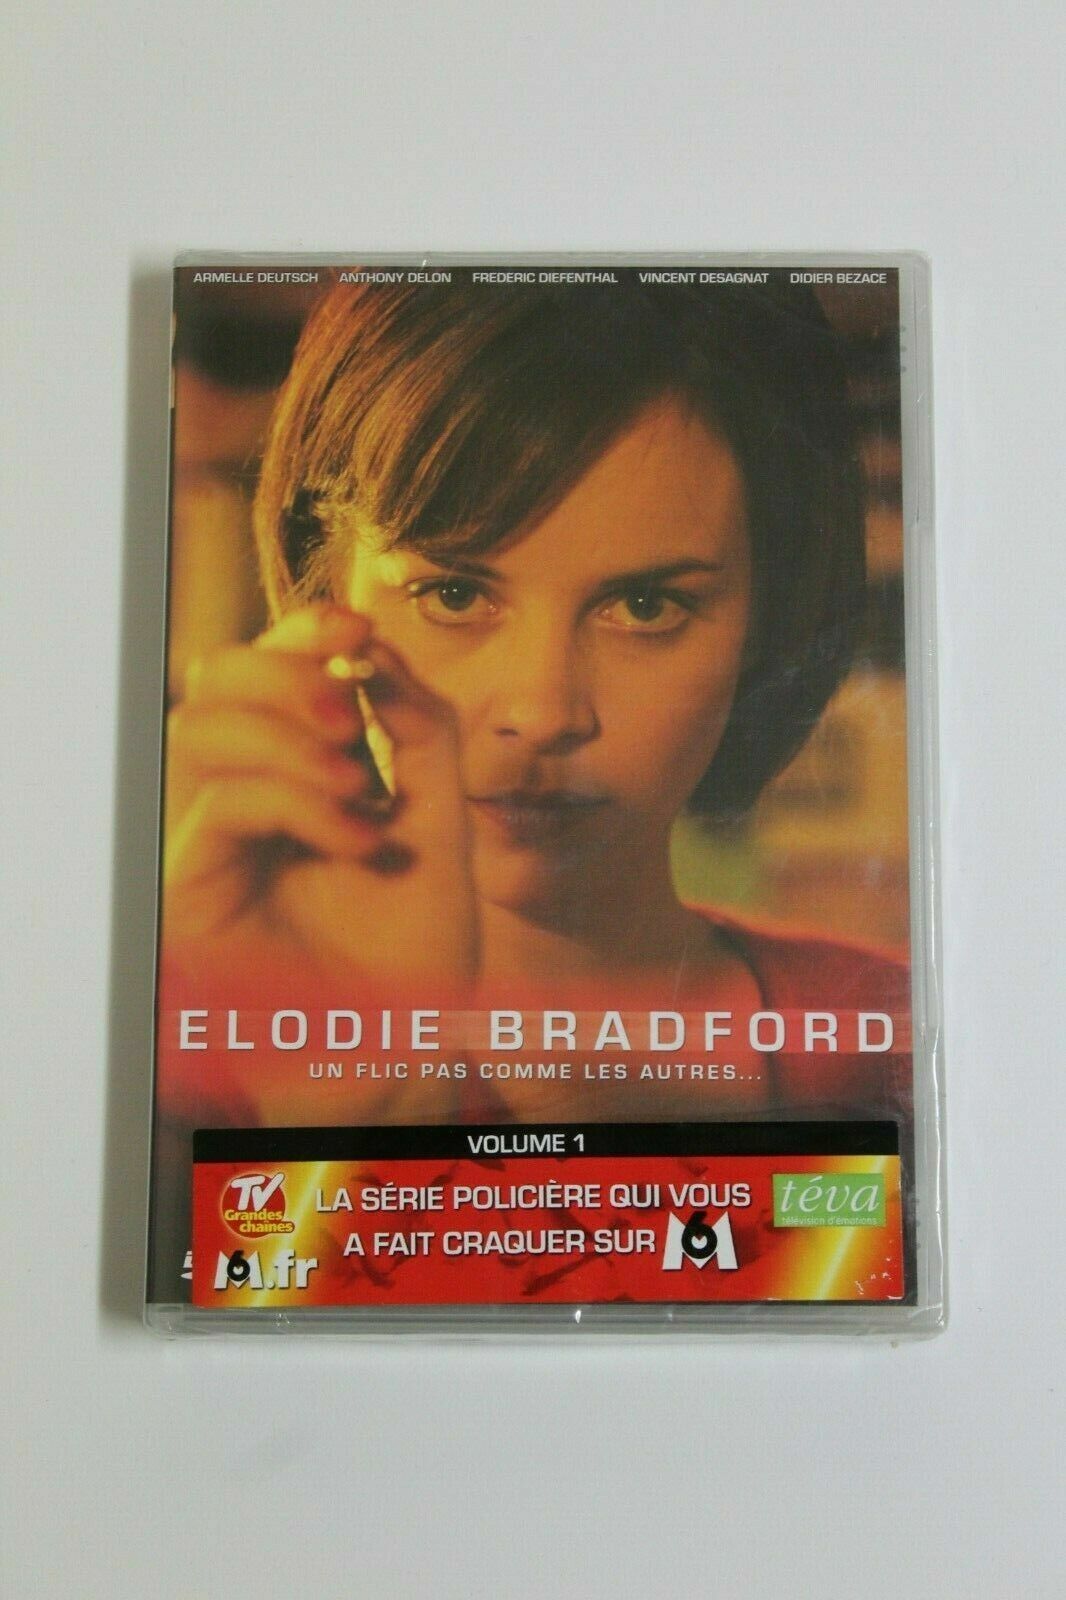 ARMELLE DEUTSCH ANTHONY DELON FREDERIC DIEFENTHAL VINCENT DESAGNAT DIDIER BEZACE
ELODIE BRADFORD
UN FLIC PAS COMME LES AUTRES...
VOLUME 1
TV
Grandes
chaînes
LA SÉRIE POLICIÈRE QUI VOUS
A FAIT CRAQUER SUR M6
téva
télévision d'émotions
M6.fr